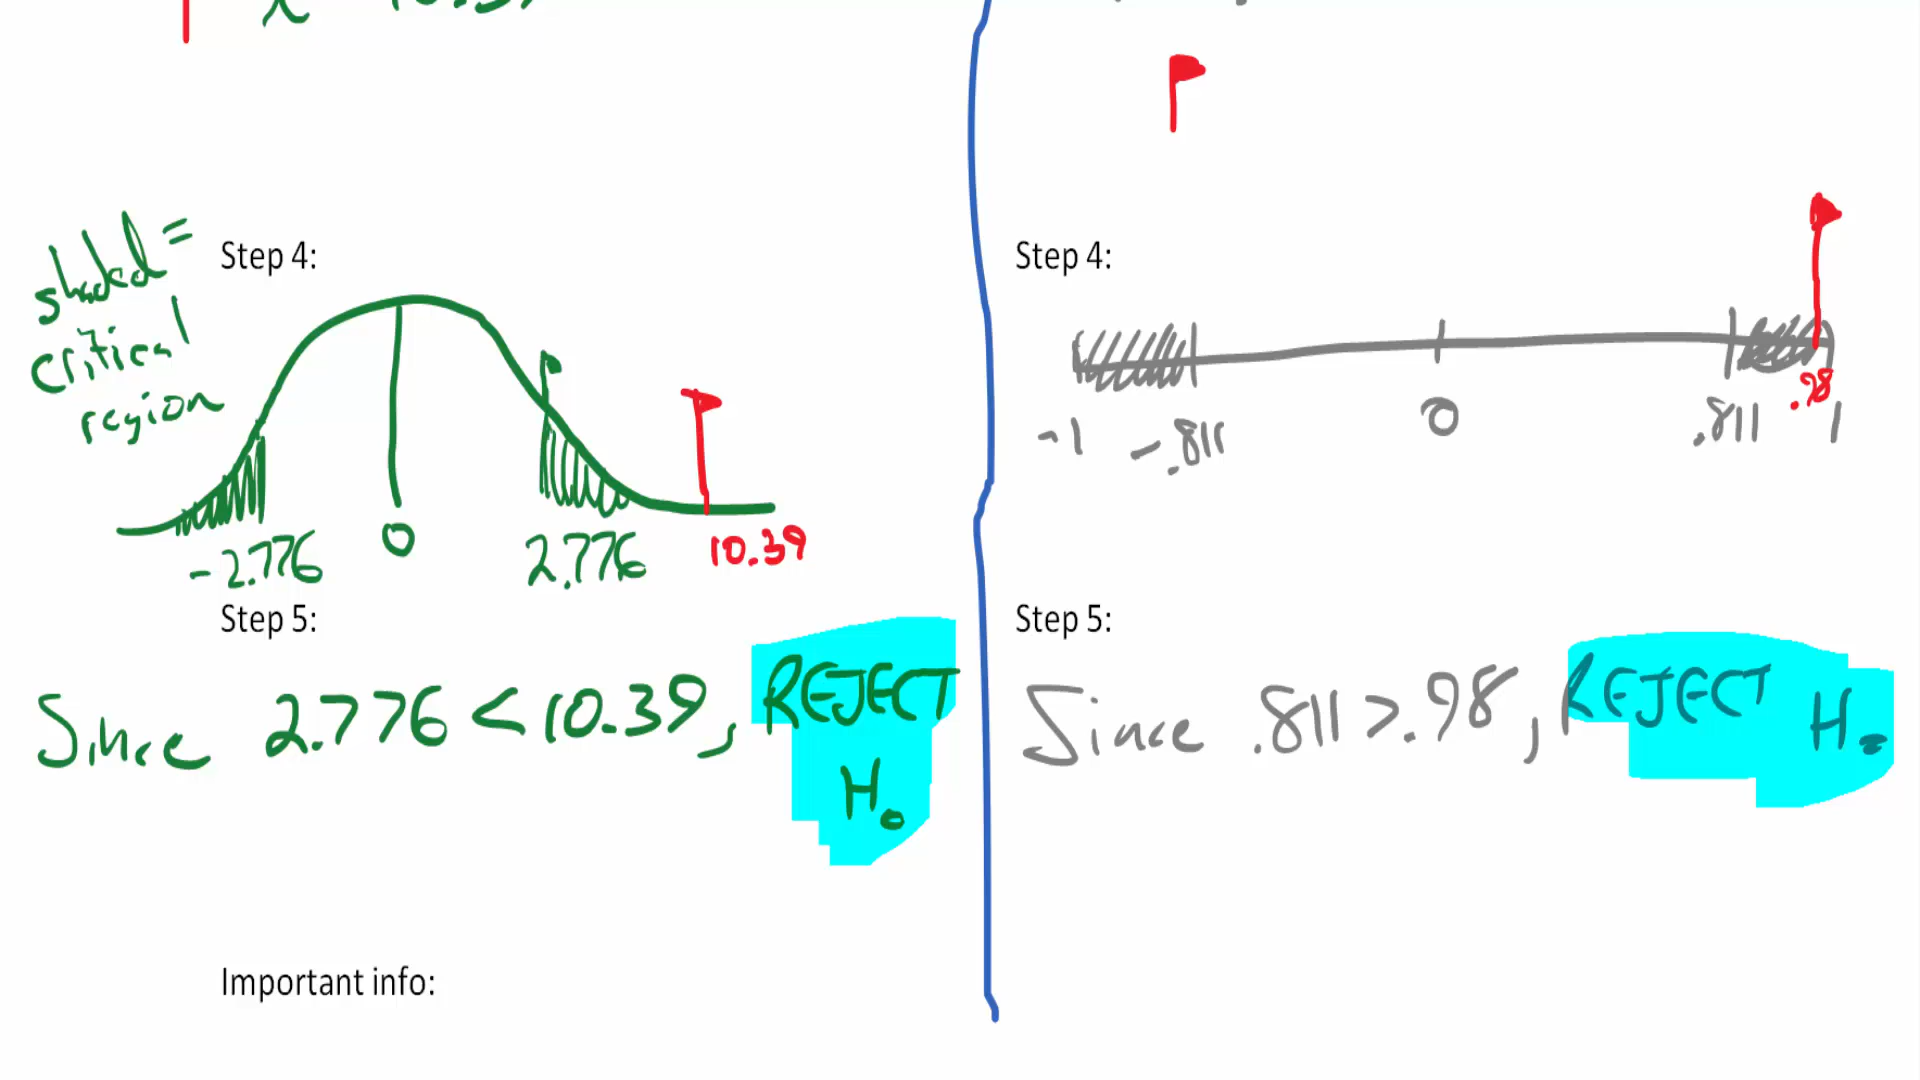 shaded =
critical
region
Step 4:
-2.776
0
2.776
10.39
Step 5:
Since 2.776 < 10.39, REJECT
H₀
Important info:
Step 4:
-1
-.811
0
.811
.98
1
Step 5:
Since .811 > .98, REJECT H₀